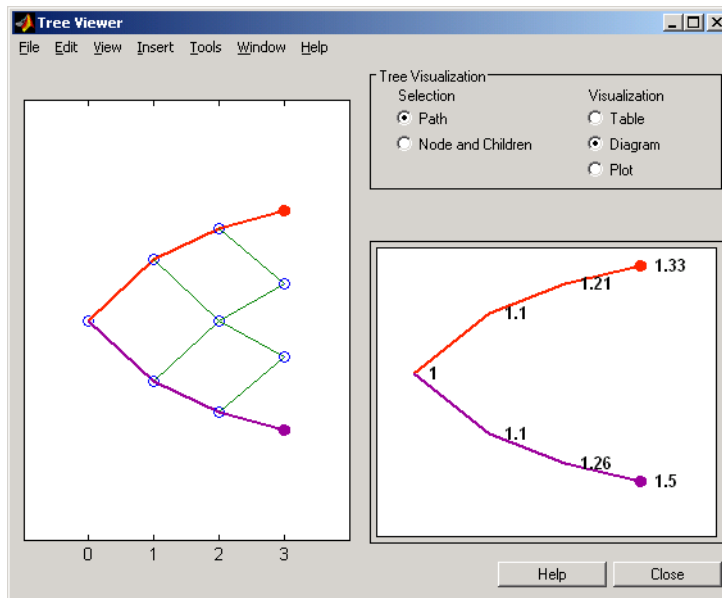 Tree Viewer
File Edit View Insert Tools Window Help
Tree Visualization
Selection
Path
Node and Children
Visualization
Table
Diagram
Plot
0 1 2 3
1.33
1.21
1.1
1
1.1
1.26
1.5
Help Close